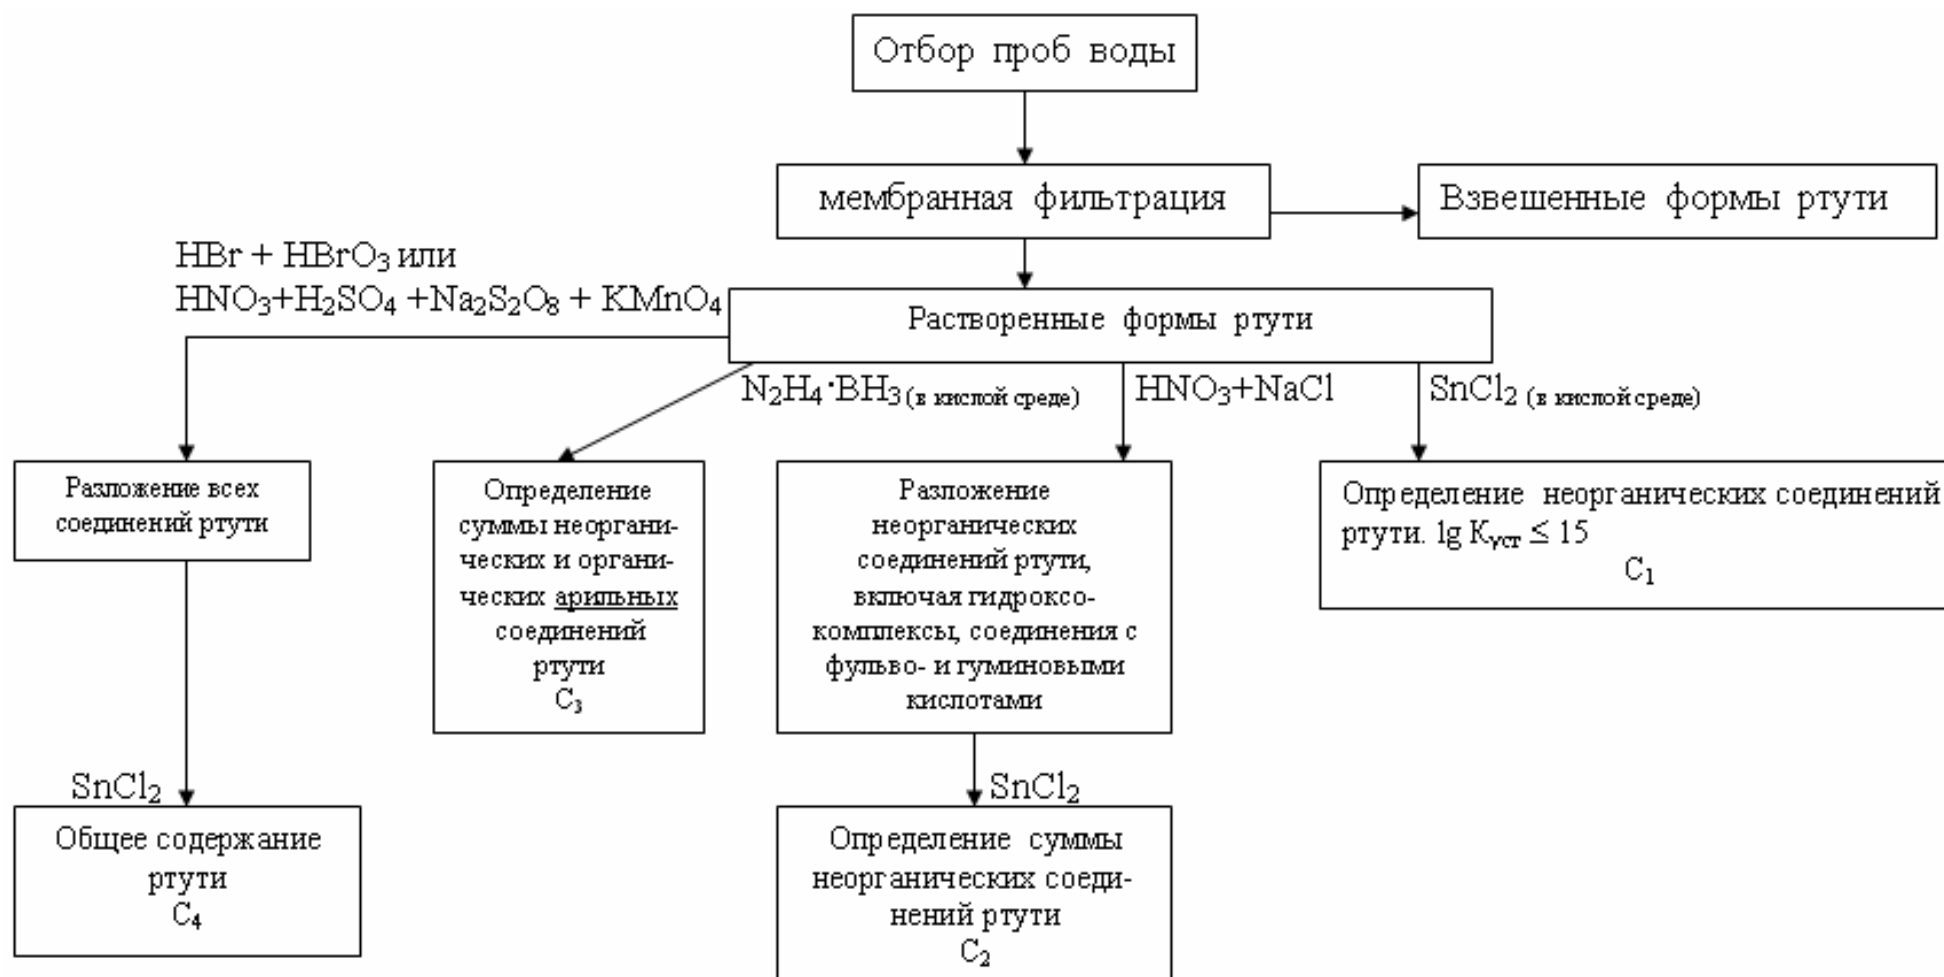 Отбор проб воды
мембранная фильтрация
Взвешенные формы ртути
HBr + HBrO₃ или
HNO₃+H₂SO₄ +Na₂S₂O₈ + KMnO₄
Растворенные формы ртути
N₂H₄·BH₃ (в кислой среде)
HNO₃+NaCl
SnCl₂ (в кислой среде)
Разложение всех
соединений ртути
Определение
суммы неоргани-
ческих и органи-
ческих арильных
соединений
ртути
C₃
Разложение
неорганических
соединений ртути,
включая гидроксо-
комплексы, соединения с
фульво- и гуминовыми
кислотами
Определение неорганических соединений
ртути. lg Kуст ≤ 15
C₁
SnCl₂
SnCl₂
Общее содержание
ртути
C₄
Определение суммы
неорганических соеди-
нений ртути
C₂